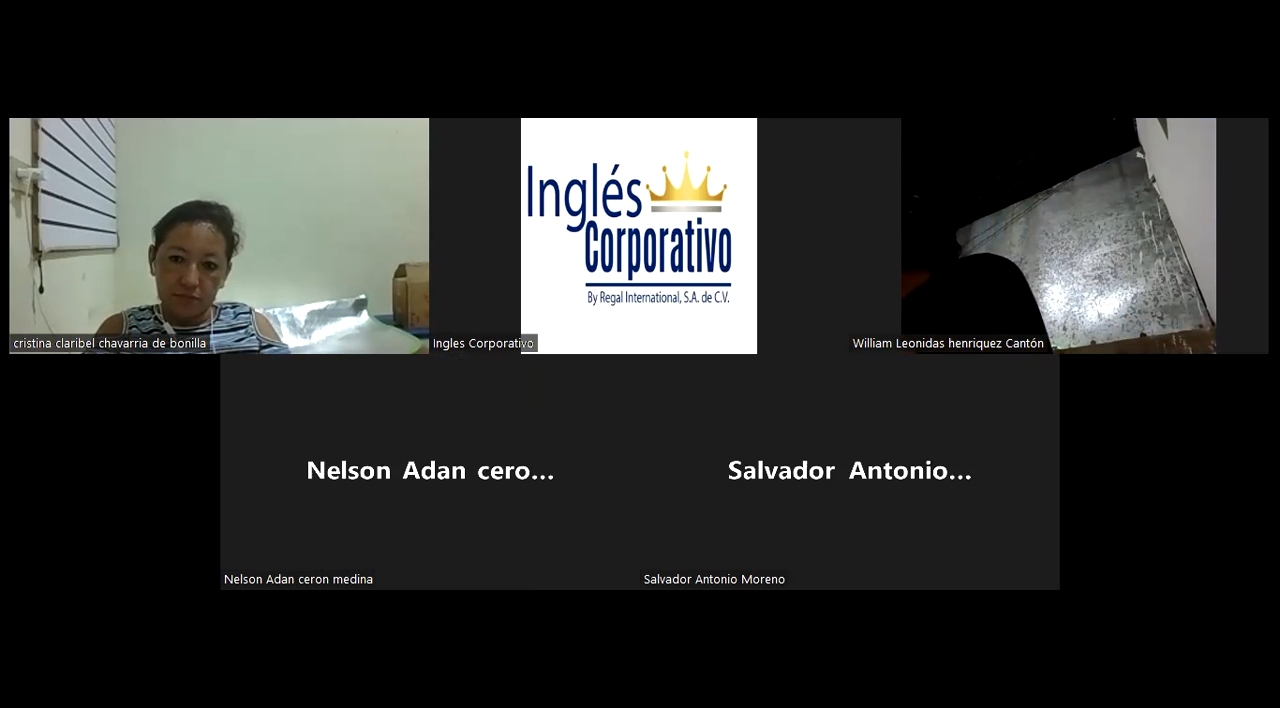 Inglés
Corporativo
By Regal International, S.A. de C.V.
cristina claribel chavarria de bonilla
Ingles Corporativo
William Leonidas henriquez Cantón
Nelson Adan cero...
Salvador Antonio...
Nelson Adan ceron medina
Salvador Antonio Moreno